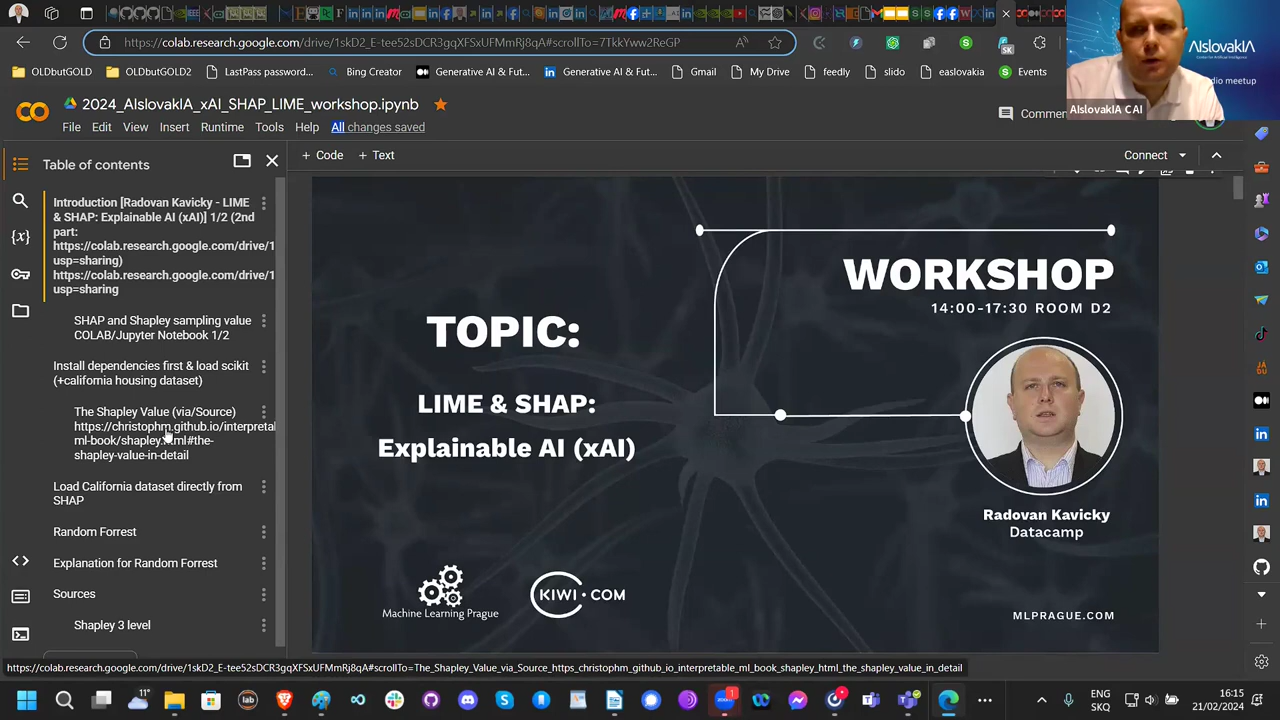 https://colab.research.google.com/drive/1skD2_E-tee52sDCR3gqXFSxUFMmRj8qA#scrollTo=7TkkYww2ReGP
OLDbutGOLD
OLDbutGOLD2
LastPass password...
Bing Creator
Generative AI & Fut...
Generative AI & Fut...
Gmail
My Drive
feedly
slido
easlovakia
Events
AIslovakIA
meetup
AIslovakIA CAI
2024_AIslovakIA_xAI_SHAP_LIME_workshop.ipynb
File Edit View Insert Runtime Tools Help All changes saved
Table of contents
+ Code + Text
Connect
Introduction [Radovan Kavicky - LIME
& SHAP: Explainable AI (xAI)] 1/2 (2nd
part:
https://colab.research.google.com/drive/1
usp=sharing)
https://colab.research.google.com/drive/1
usp=sharing
SHAP and Shapley sampling value
COLAB/Jupyter Notebook 1/2
Install dependencies first & load scikit
(+california housing dataset)
The Shapley Value (via/Source)
https://christophm.github.io/interpretal
ml-book/shapley.html#the-
shapley-value-in-detail
Load California dataset directly from
SHAP
Random Forrest
Explanation for Random Forrest
Sources
Shapley 3 level
WORKSHOP
14:00-17:30 ROOM D2
TOPIC:
LIME & SHAP:
Explainable AI (xAI)
Radovan Kavicky
Datacamp
Machine Learning Prague
KIWI.COM
MLPRAGUE.COM
https://colab.research.google.com/drive/1skD2_E-tee52sDCR3gqXFSxUFMmRj8qA#scrollTo=The_Shapley_Value_via_Source_https_christophm_github_io_interpretable_ml_book_shapley_html_the_shapley_value_in_detail
11°
ENG
SKQ
16:15
21/02/2024